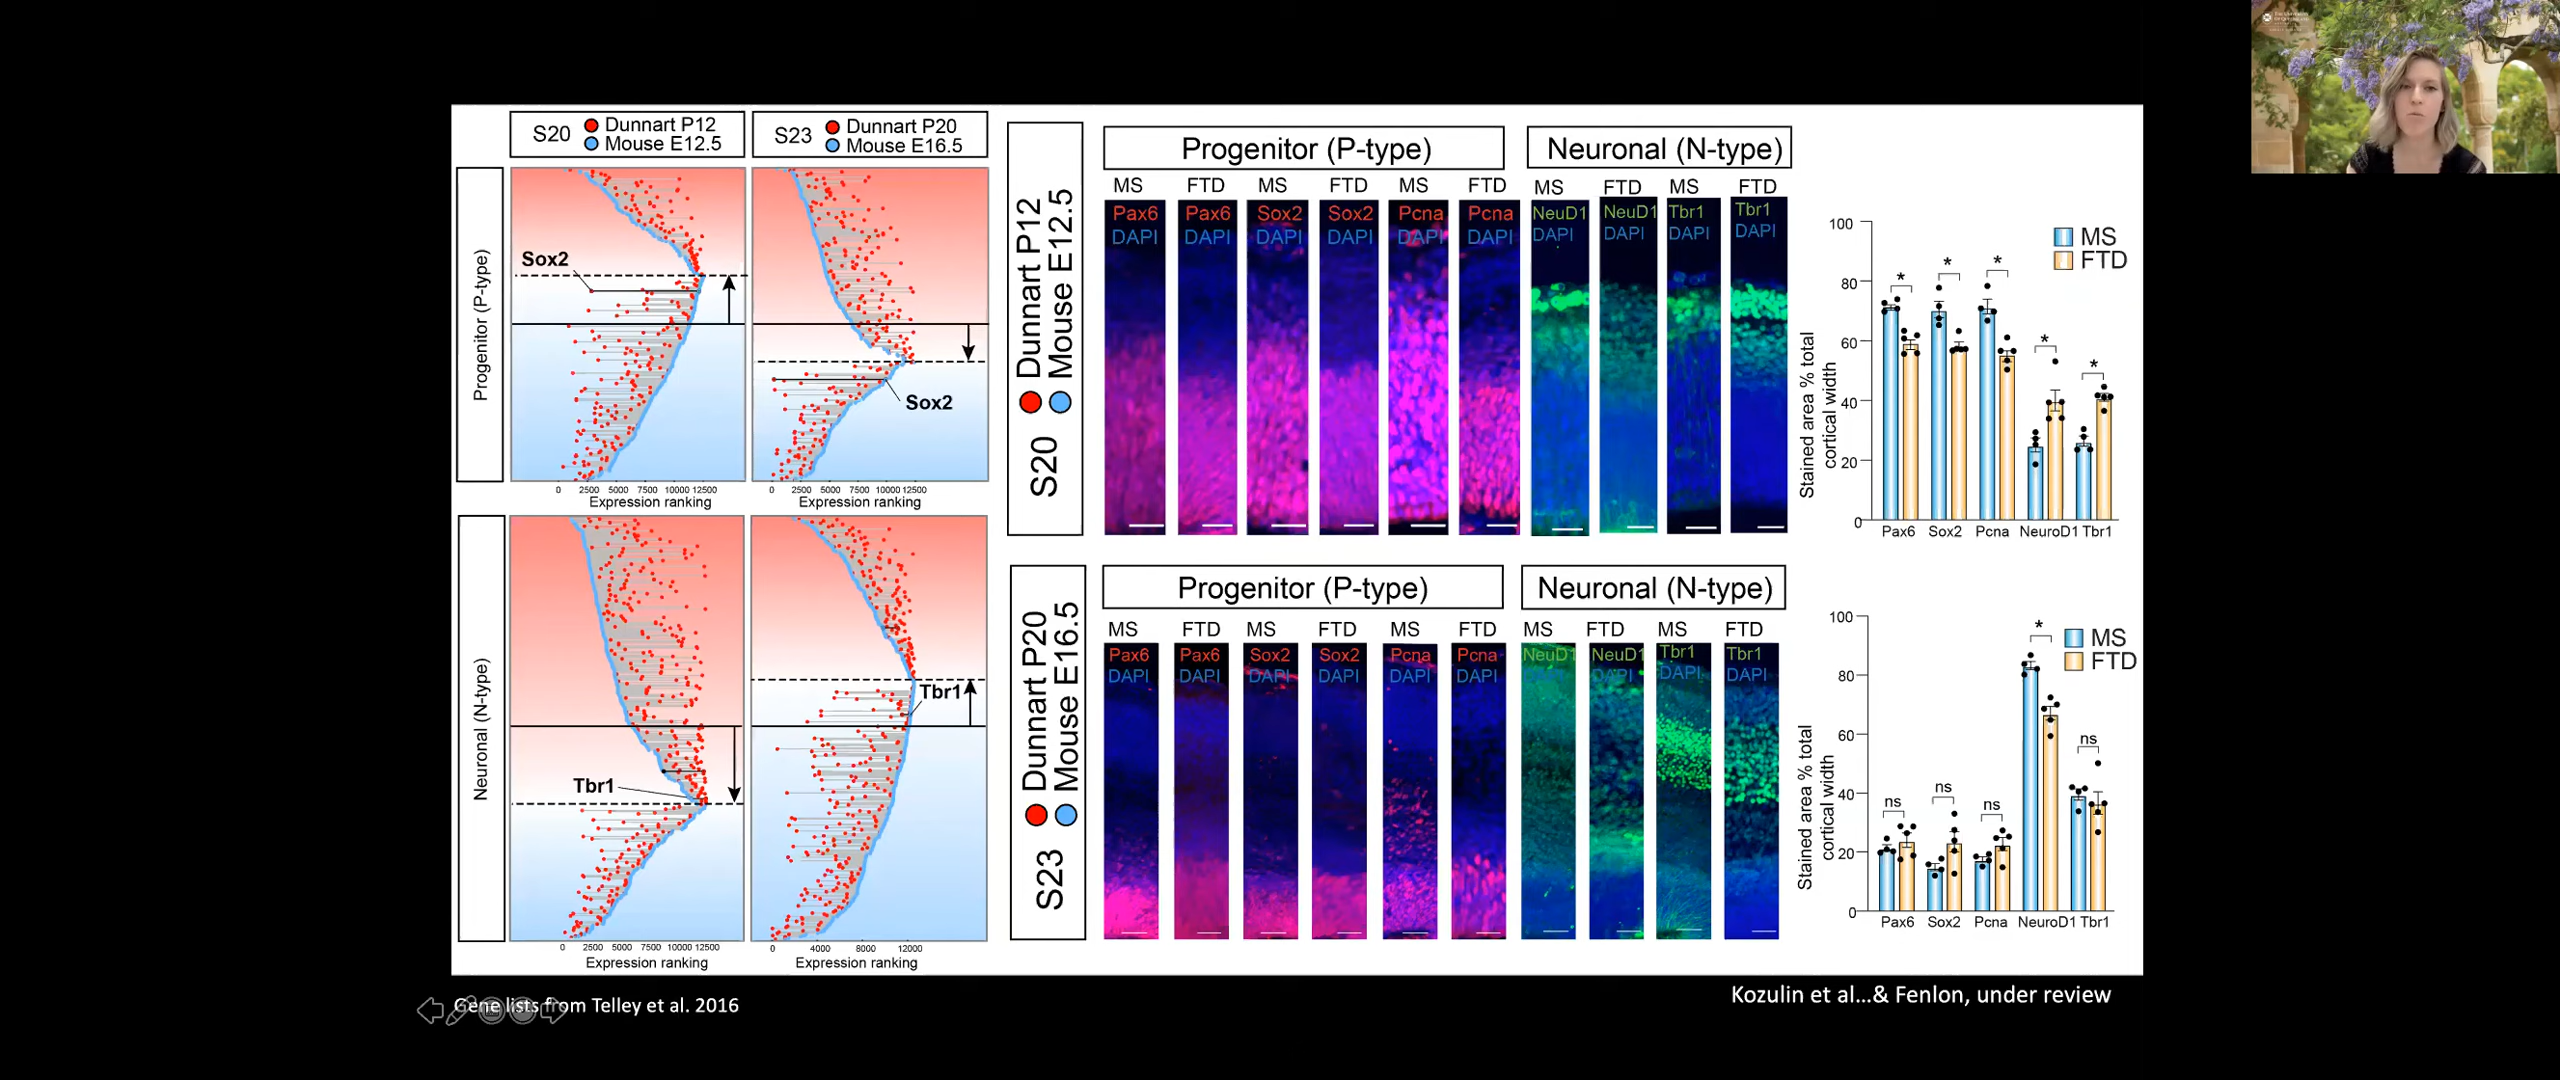 S20
Dunnart P12
Mouse E12.5
S23
Dunnart P20
Mouse E16.5
Progenitor (P-type)
Sox2
Sox2
0 2500 5000 7500 10000 12500
Expression ranking
0 2500 5000 7500 10000 12500
Expression ranking
Neuronal (N-type)
Tbr1
Tbr1
0 2500 5000 7500 10000 12500
Expression ranking
0 4000 8000 12000
Expression ranking
S20
Dunnart P12
Mouse E12.5
Progenitor (P-type)
Neuronal (N-type)
MS FTD MS FTD MS FTD MS FTD MS FTD
Pax6 Pax6 Sox2 Sox2 Pcna Pcna NeuD1 NeuD1 Tbr1 Tbr1
DAPI DAPI DAPI DAPI DAPI DAPI DAPI DAPI DAPI DAPI
Stained area % total
cortical width
100
80
60
40
20
0
MS
FTD
* * * * *
Pax6 Sox2 Pcna NeuroD1 Tbr1
S23
Dunnart P20
Mouse E16.5
Progenitor (P-type)
Neuronal (N-type)
MS FTD MS FTD MS FTD MS FTD MS FTD
Pax6 Pax6 Sox2 Sox2 Pcna Pcna NeuD1 NeuD1 Tbr1 Tbr1
DAPI DAPI DAPI DAPI DAPI DAPI DAPI DAPI DAPI
Stained area % total
cortical width
100
80
60
40
20
0
MS
FTD
ns ns ns * ns
Pax6 Sox2 Pcna NeuroD1 Tbr1
Gene lists from Telley et al. 2016
Kozulin et al...& Fenlon, under review